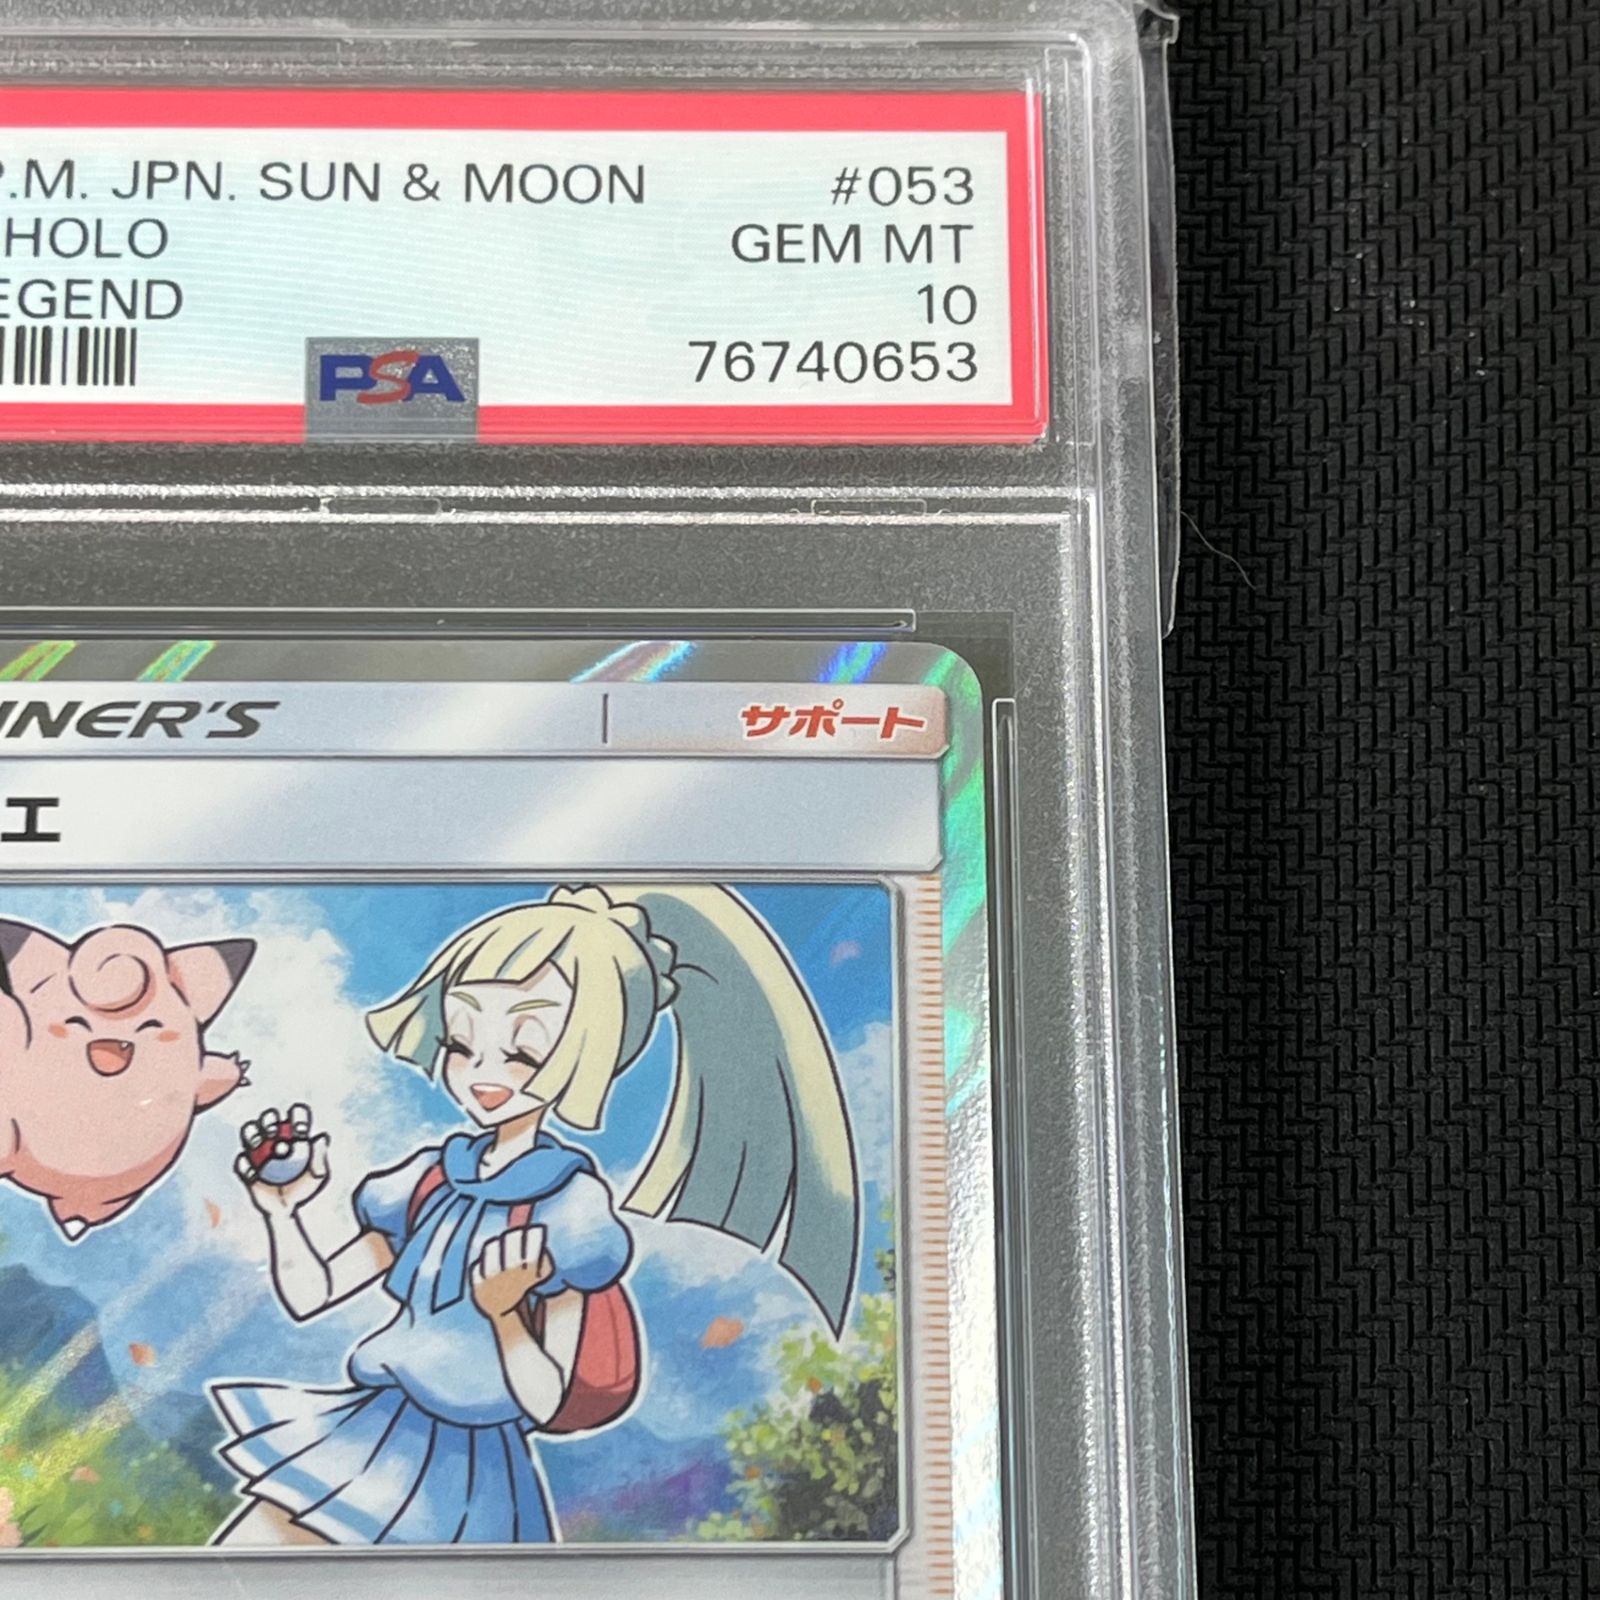 P.M. JPN. SUN & MOON #053
HOLO GEM MT
EGEND 10
PSA 76740653
INER'S サポート
エ